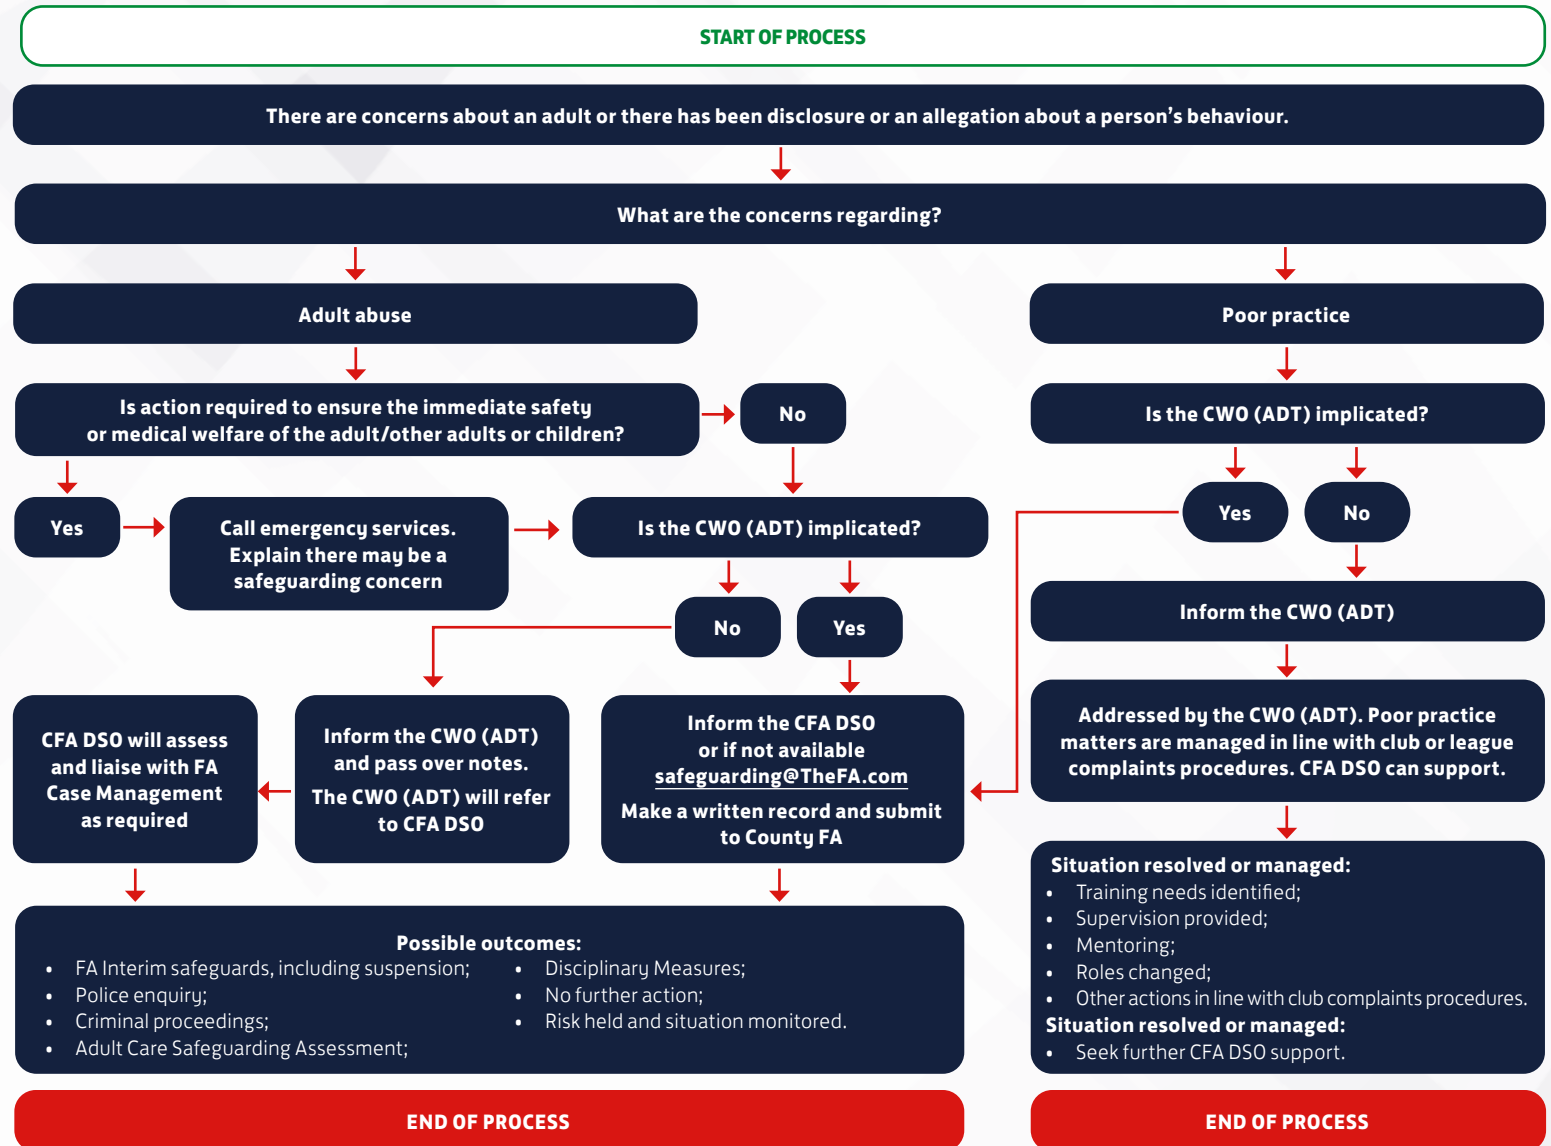 START OF PROCESS
There are concerns about an adult or there has been disclosure or an allegation about a person’s behaviour.
What are the concerns regarding?
Adult abuse
Poor practice
Is action required to ensure the immediate safety
or medical welfare of the adult/other adults or children?
No
Is the CWO (ADT) implicated?
Yes
Call emergency services.
Explain there may be a
safeguarding concern
Is the CWO (ADT) implicated?
Yes
No
No
Yes
Inform the CWO (ADT)
CFA DSO will assess
and liaise with FA
Case Management
as required
Inform the CWO (ADT)
and pass over notes.
The CWO (ADT) will refer
to CFA DSO
Inform the CFA DSO
or if not available
safeguarding@TheFA.com
Make a written record and submit
to County FA
Addressed by the CWO (ADT). Poor practice
matters are managed in line with club or league
complaints procedures. CFA DSO can support.
Possible outcomes:
• FA Interim safeguards, including suspension;
• Police enquiry;
• Criminal proceedings;
• Adult Care Safeguarding Assessment;
• Disciplinary Measures;
• No further action;
• Risk held and situation monitored.
Situation resolved or managed:
• Training needs identified;
• Supervision provided;
• Mentoring;
• Roles changed;
• Other actions in line with club complaints procedures.
Situation resolved or managed:
• Seek further CFA DSO support.
END OF PROCESS
END OF PROCESS